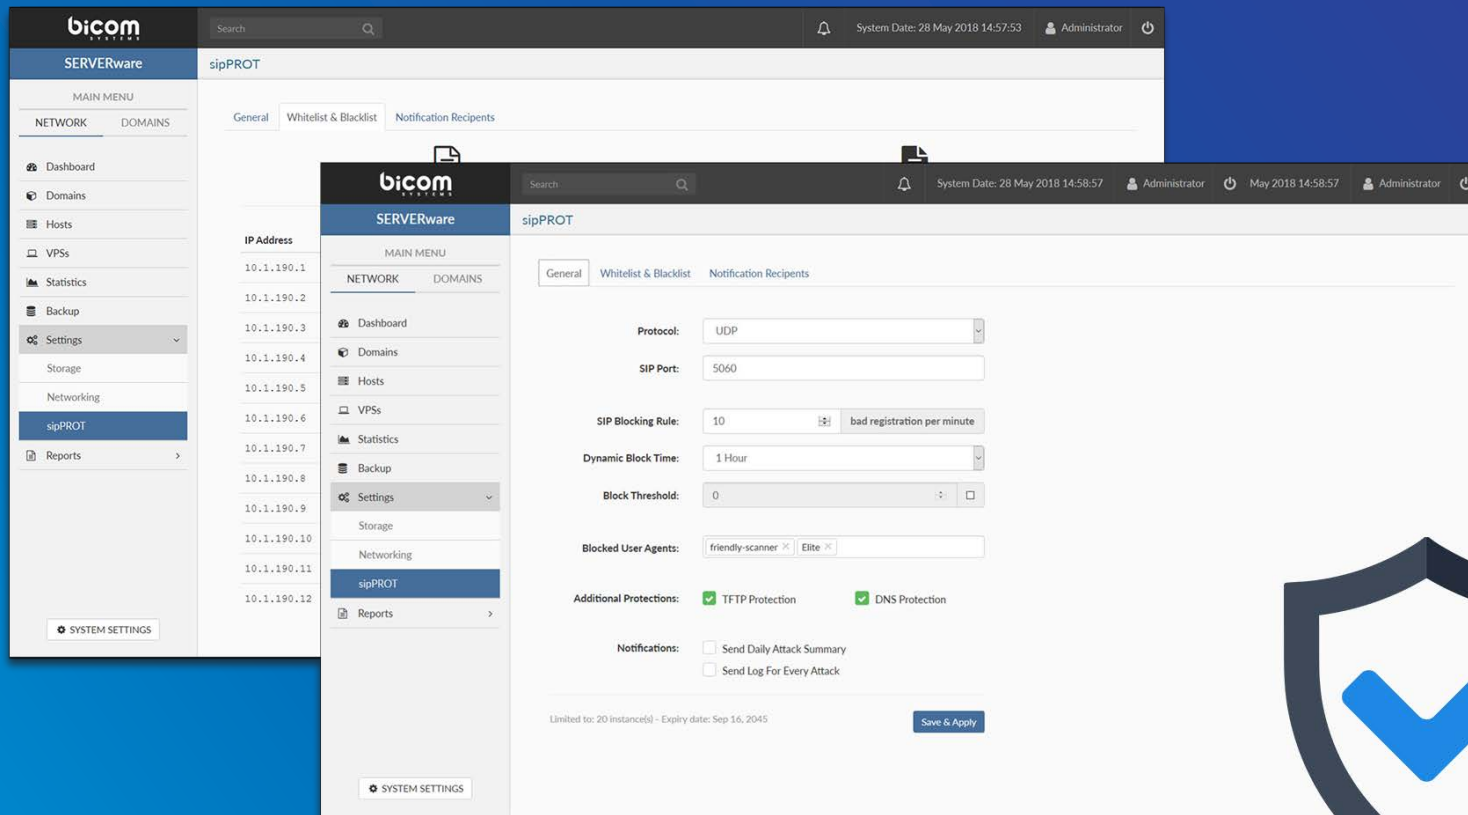 bicom
SYSTEMS
Search
System Date: 28 May 2018 14:57:53
Administrator
SERVERware
sipPROT
MAIN MENU
NETWORK DOMAINS
Dashboard
Domains
Hosts
VPSs
Statistics
Backup
Settings
Storage
Networking
sipPROT
Reports
SYSTEM SETTINGS
General Whitelist & Blacklist Notification Recipents
IP Address
10.1.190.1
10.1.190.2
10.1.190.3
10.1.190.4
10.1.190.5
10.1.190.6
10.1.190.7
10.1.190.8
10.1.190.9
10.1.190.10
10.1.190.11
10.1.190.12
bicom
SYSTEMS
Search
System Date: 28 May 2018 14:58:57
Administrator
May 2018 14:58:57
Administrator
SERVERware
sipPROT
MAIN MENU
NETWORK DOMAINS
Dashboard
Domains
Hosts
VPSs
Statistics
Backup
Settings
Storage
Networking
sipPROT
Reports
SYSTEM SETTINGS
General Whitelist & Blacklist Notification Recipents
Protocol: UDP
SIP Port: 5060
SIP Blocking Rule: 10 bad registration per minute
Dynamic Block Time: 1 Hour
Block Threshold: 0
Blocked User Agents: friendly-scanner × Elite ×
Additional Protections: TFTP Protection DNS Protection
Notifications: Send Daily Attack Summary
Send Log For Every Attack
Limited to: 20 instance(s) - Expiry date: Sep 16, 2045
Save & Apply